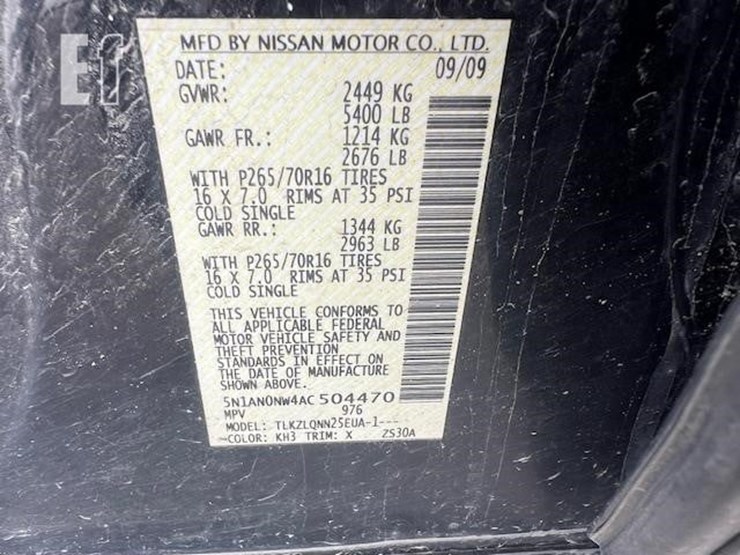 Ef
MFD BY NISSAN MOTOR CO., LTD.
DATE: 09/09
GVWR: 2449 KG
5400 LB
GAWR FR.: 1214 KG
2676 LB
WITH P265/70R16 TIRES
16 X 7.0 RIMS AT 35 PSI
COLD SINGLE
GAWR RR.: 1344 KG
2963 LB
WITH P265/70R16 TIRES
16 X 7.0 RIMS AT 35 PSI
COLD SINGLE
THIS VEHICLE CONFORMS TO
ALL APPLICABLE FEDERAL
MOTOR VEHICLE SAFETY AND
THEFT PREVENTION
STANDARDS IN EFFECT ON
THE DATE OF MANUFACTURE
SHOWN ABOVE.
5N1AN0NW4AC504470
MPV 976
MODEL: TLKZLQNN25EUA-1---
COLOR: KH3 TRIM: X ZS30A